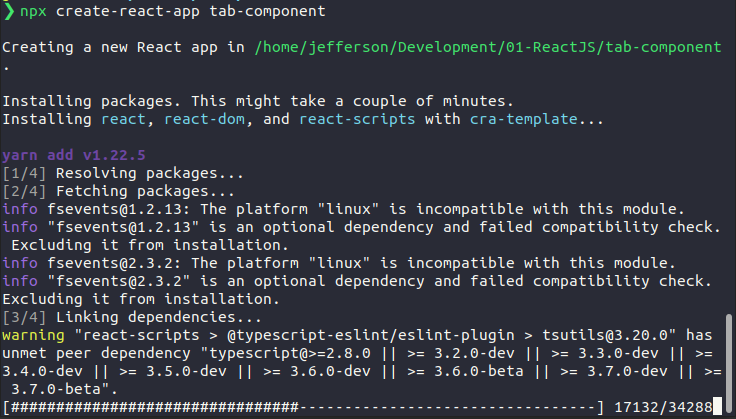 ❯ npx create-react-app tab-component
Creating a new React app in /home/jefferson/Development/01-ReactJS/tab-component
.
Installing packages. This might take a couple of minutes.
Installing react, react-dom, and react-scripts with cra-template...
yarn add v1.22.5
[1/4] Resolving packages...
[2/4] Fetching packages...
info fsevents@1.2.13: The platform "linux" is incompatible with this module.
info "fsevents@1.2.13" is an optional dependency and failed compatibility check.
 Excluding it from installation.
info fsevents@2.3.2: The platform "linux" is incompatible with this module.
info "fsevents@2.3.2" is an optional dependency and failed compatibility check.
Excluding it from installation.
[3/4] Linking dependencies...
warning "react-scripts > @typescript-eslint/eslint-plugin > tsutils@3.20.0" has
unmet peer dependency "typescript@>=2.8.0 || >= 3.2.0-dev || >= 3.3.0-dev || >=
3.4.0-dev || >= 3.5.0-dev || >= 3.6.0-dev || >= 3.6.0-beta || >= 3.7.0-dev || >=
 3.7.0-beta".
[################################---------------------------------] 17132/34288